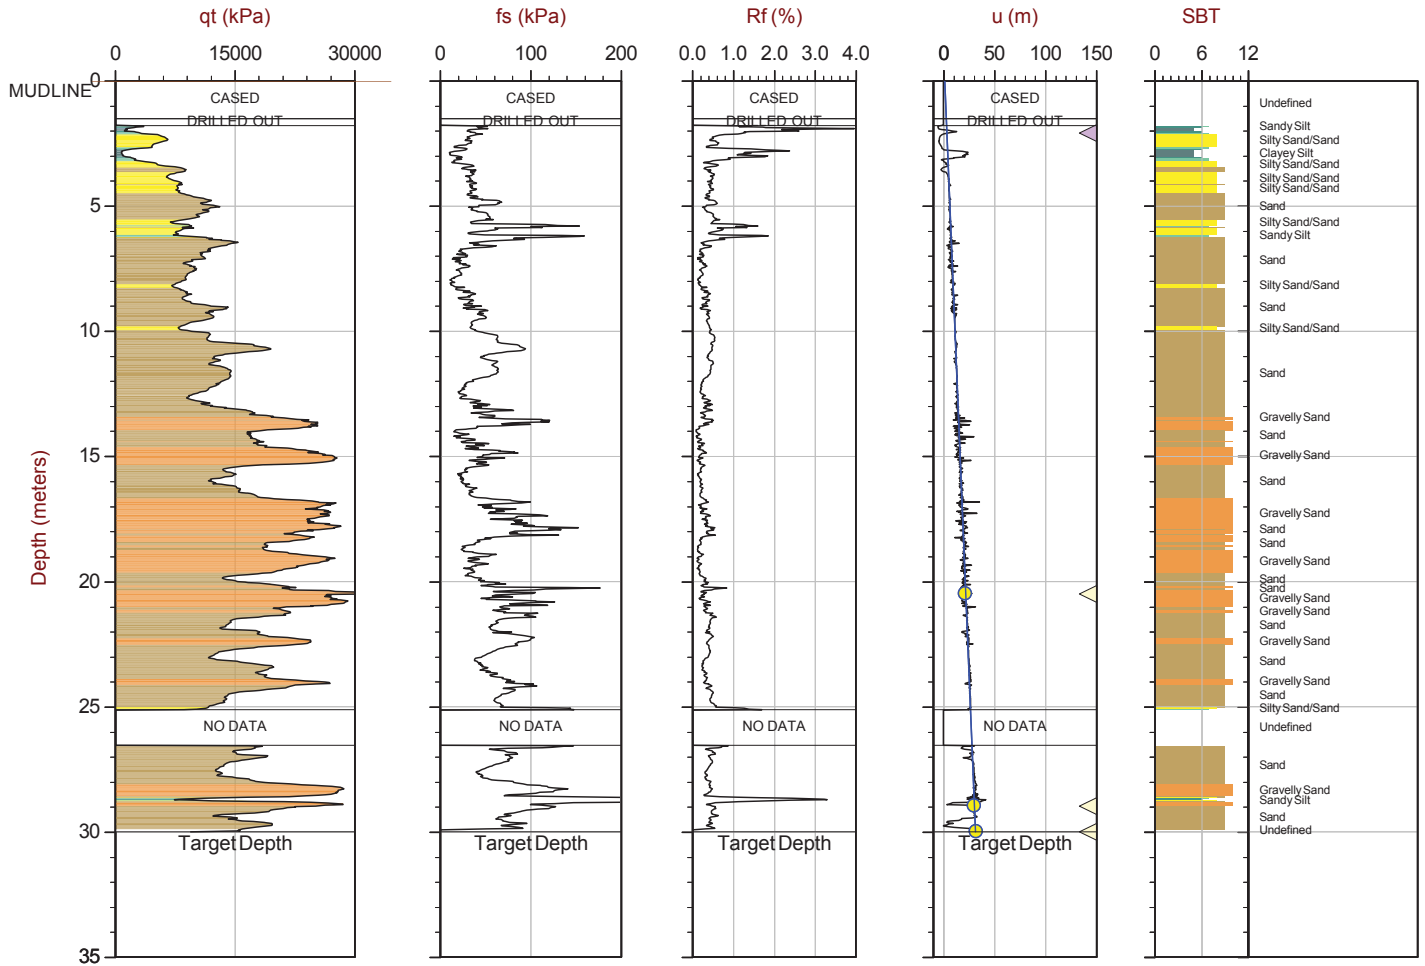 qt (kPa) fs (kPa) Rf (%) u (m) SBT
0 15000 30000 0 100 200 0.0 1.0 2.0 3.0 4.0 0 50 100 150 0 6 12
0
MUDLINE
CASED CASED CASED CASED
Undefined
DRILLED OUT DRILLED OUT DRILLED OUT DRILLED OUT
Sandy Silt
Silty Sand/Sand
Clayey Silt
Silty Sand/Sand
Silty Sand/Sand
Silty Sand/Sand
5
Sand
Silty Sand/Sand
Sandy Silt
Sand
Silty Sand/Sand
Sand
10
Silty Sand/Sand
Sand
Gravelly Sand
Sand
15
Gravelly Sand
Sand
Depth (meters)
Gravelly Sand
Sand
Sand
Gravelly Sand
20
Sand
Sand
Gravelly Sand
Gravelly Sand
Sand
Gravelly Sand
Sand
Gravelly Sand
Sand
25
Silty Sand/Sand
NO DATA NO DATA NO DATA NO DATA
Undefined
Sand
Gravelly Sand
Sandy Silt
Sand
30
Undefined
Target Depth Target Depth Target Depth Target Depth
35